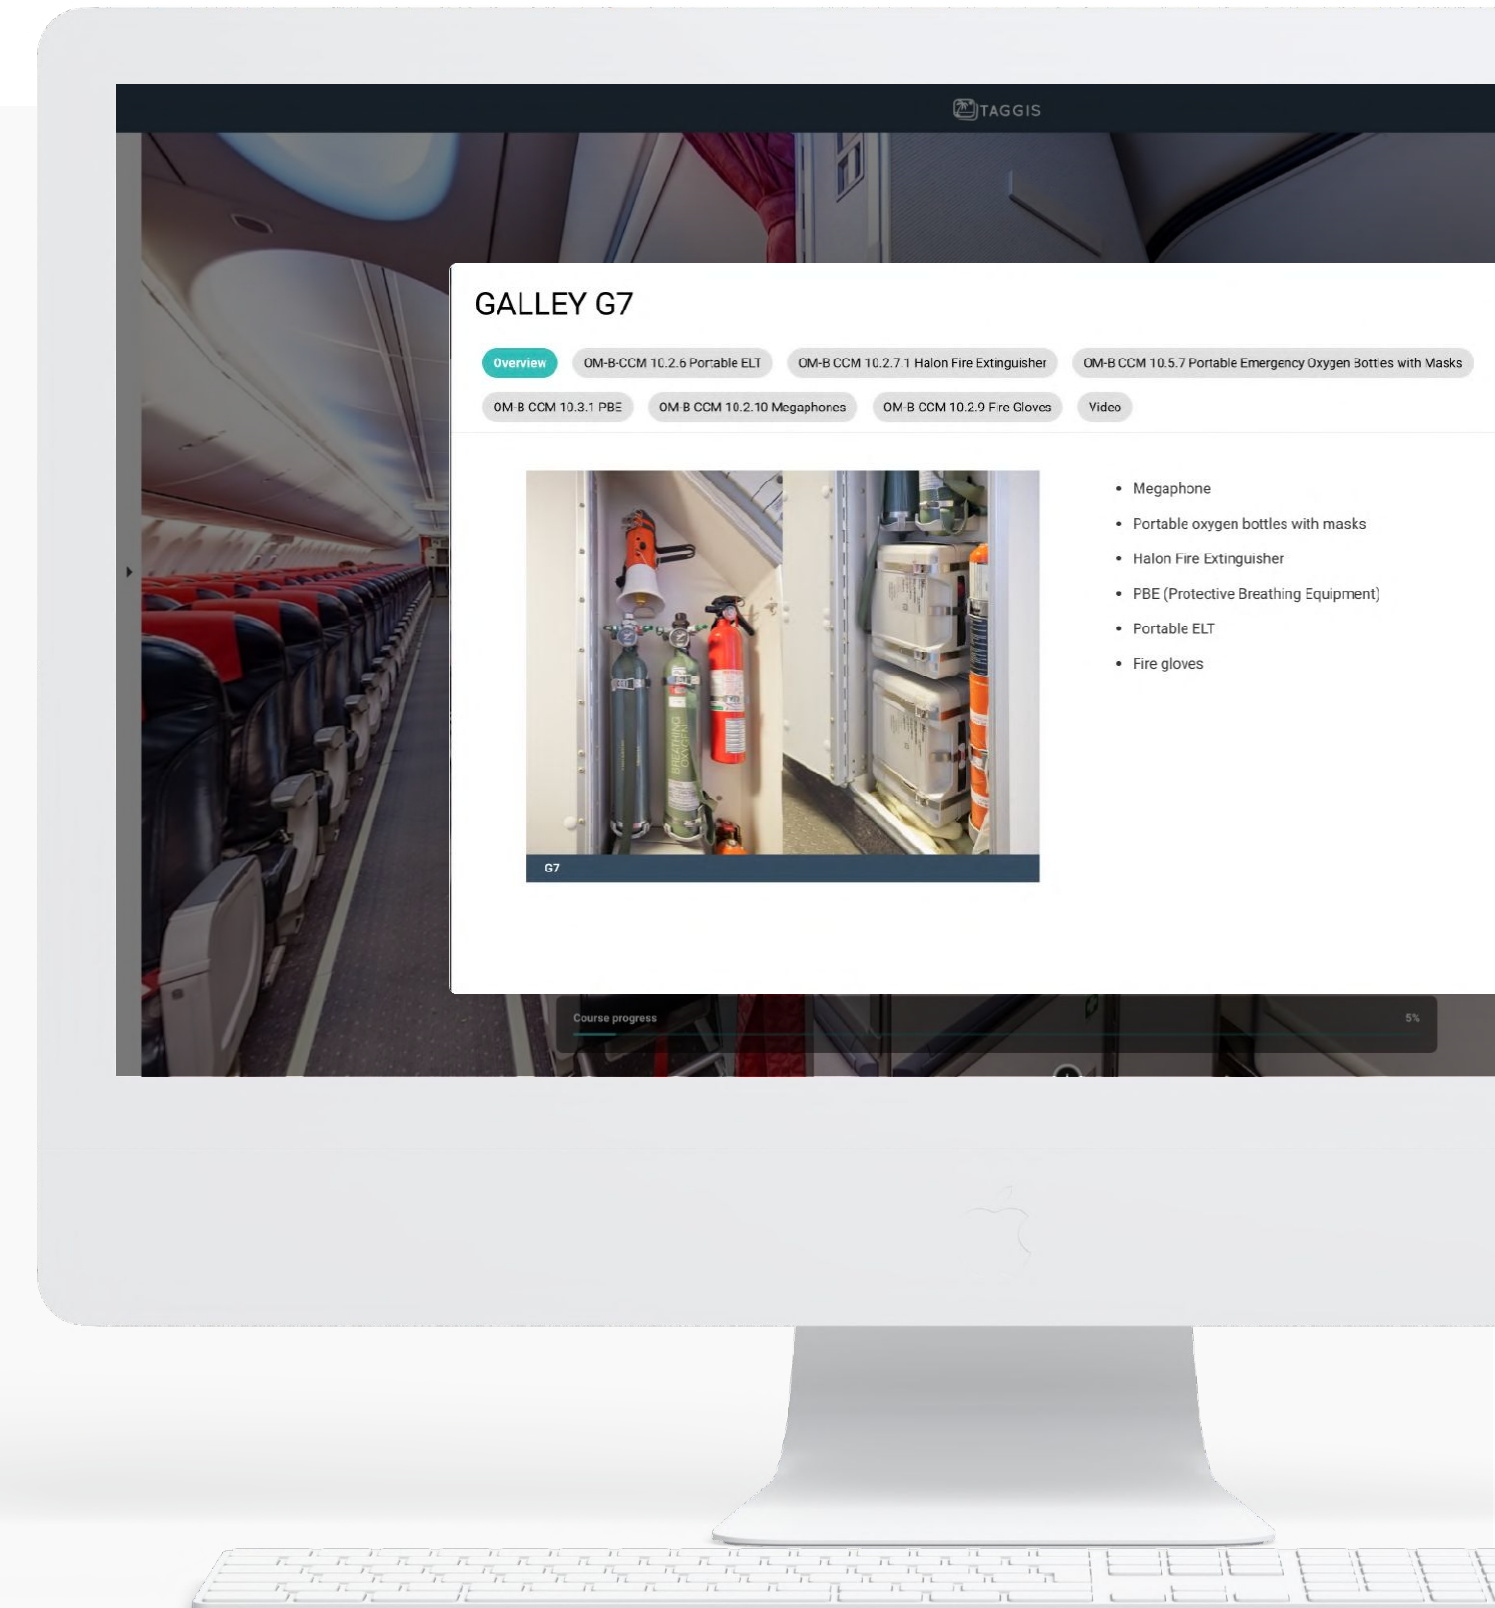 TAGGIS
GALLEY G7
Overview
OM-B-CCM 10.2.6 Portable ELT
OM-B CCM 10.2.7.1 Halon Fire Extinguisher
OM-B CCM 10.5.7 Portable Emergency Oxygen Bottles with Masks
OM-B CCM 10.3.1 PBE
OM-B CCM 10.2.10 Megaphones
OM-B CCM 10.2.9 Fire Gloves
Video
BREATHING
OXYGEN
G7
• Megaphone
• Portable oxygen bottles with masks
• Halon Fire Extinguisher
• PBE (Protective Breathing Equipment)
• Portable ELT
• Fire gloves
Course progress
5%